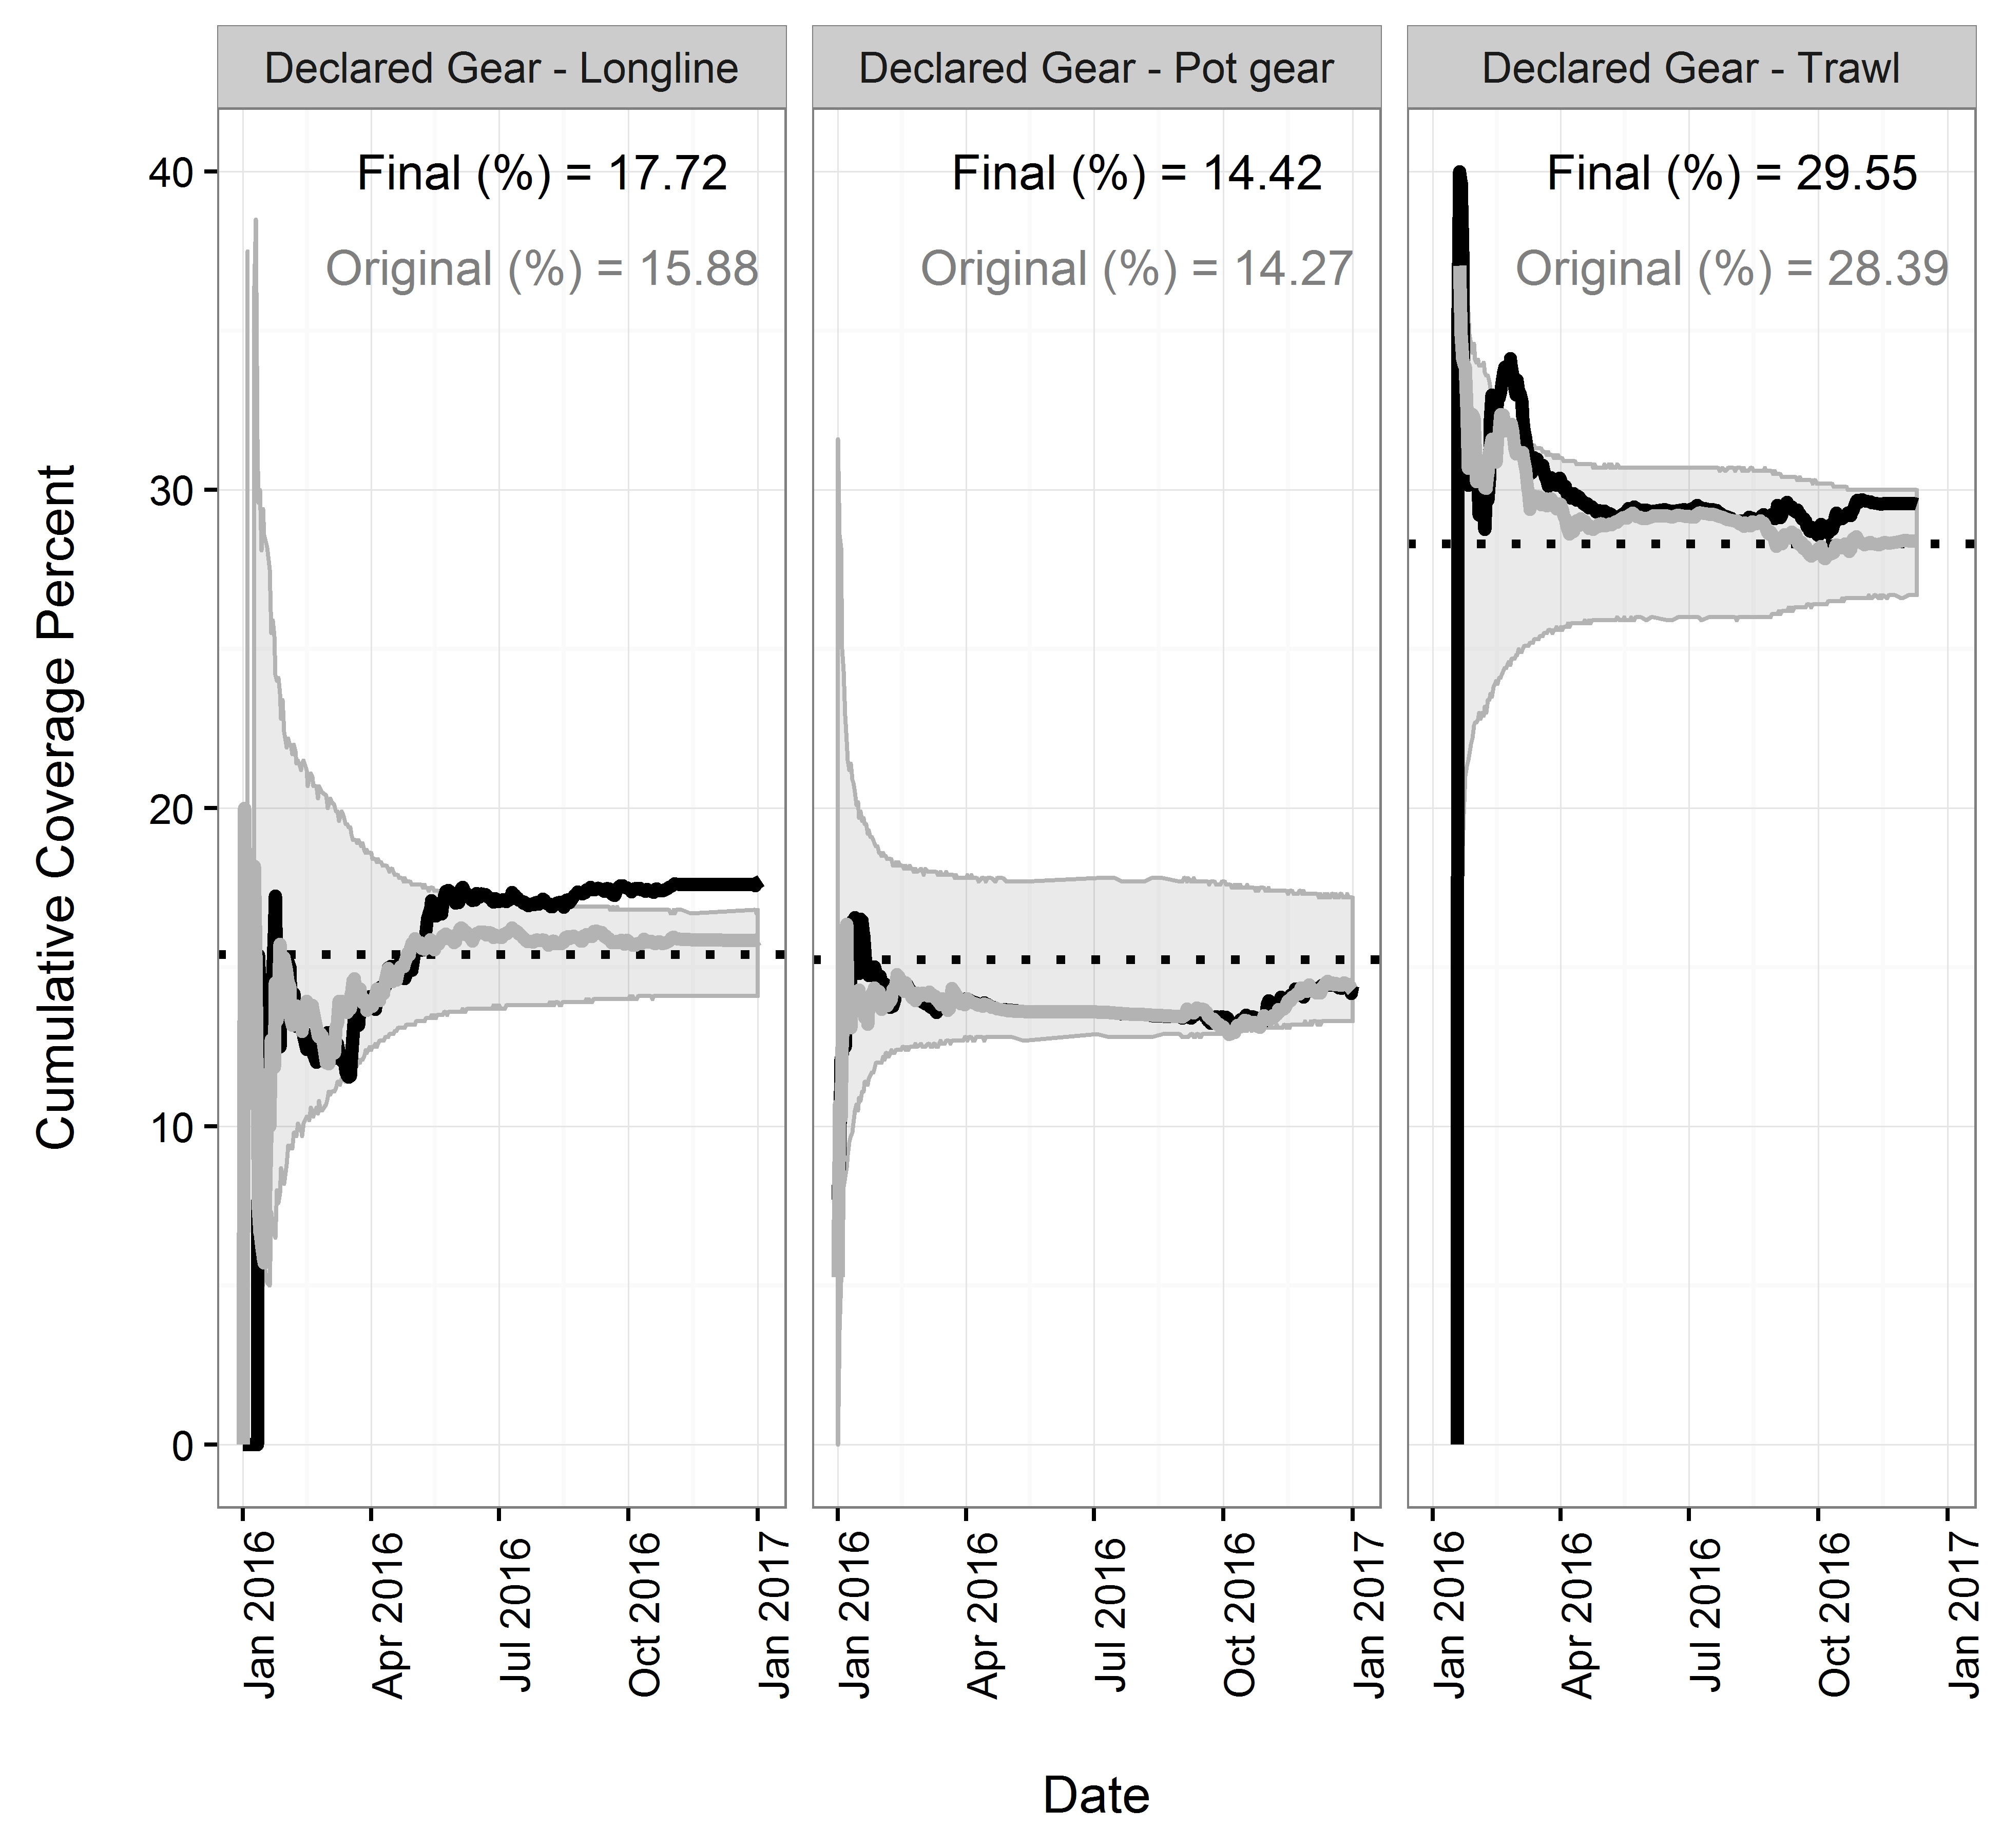 Declared Gear - Longline
Declared Gear - Pot gear
Declared Gear - Trawl
Final (%) = 17.72
Original (%) = 15.88
Final (%) = 14.42
Original (%) = 14.27
Final (%) = 29.55
Original (%) = 28.39
Cumulative Coverage Percent
40
30
20
10
0
Jan 2016
Apr 2016
Jul 2016
Oct 2016
Jan 2017
Jan 2016
Apr 2016
Jul 2016
Oct 2016
Jan 2017
Jan 2016
Apr 2016
Jul 2016
Oct 2016
Jan 2017
Date